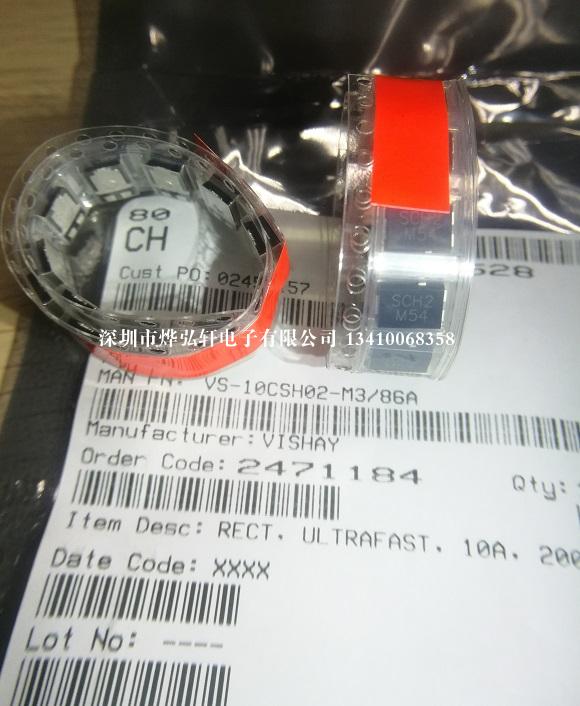 80
CH
Cust PO:
528
SCH2
M54
SCH2
M54
深圳市烨弘轩电子有限公司 13410068358
MAN PN: VS-10CSH02-M3/86A
Manufacturer: VISHAY
Order Code: 2471184
Qty:
Item Desc: RECT, ULTRAFAST, 10A, 200
Date Code: XXXX
Lot No: ----